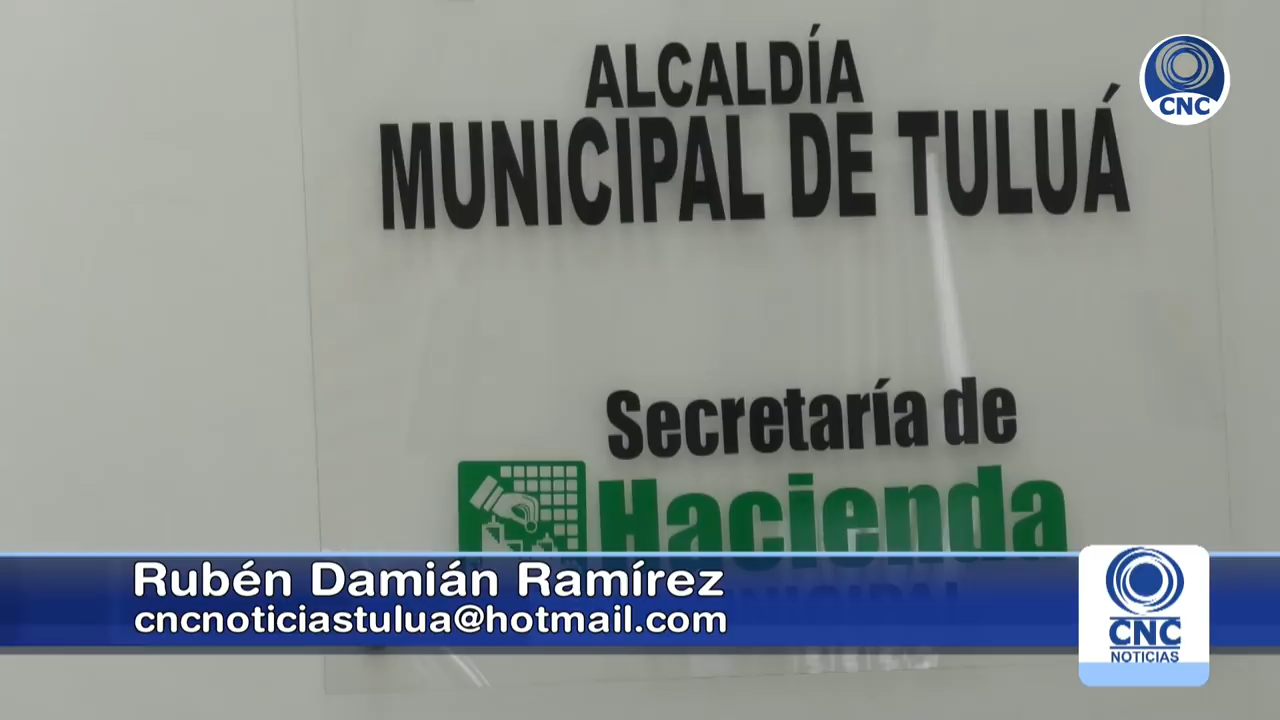 ALCALDÍA
MUNICIPAL DE TULUÁ
CNC
Secretaría de
Hacienda
Rubén Damián Ramírez
cncnoticiastulua@hotmail.com
CNC
NOTICIAS